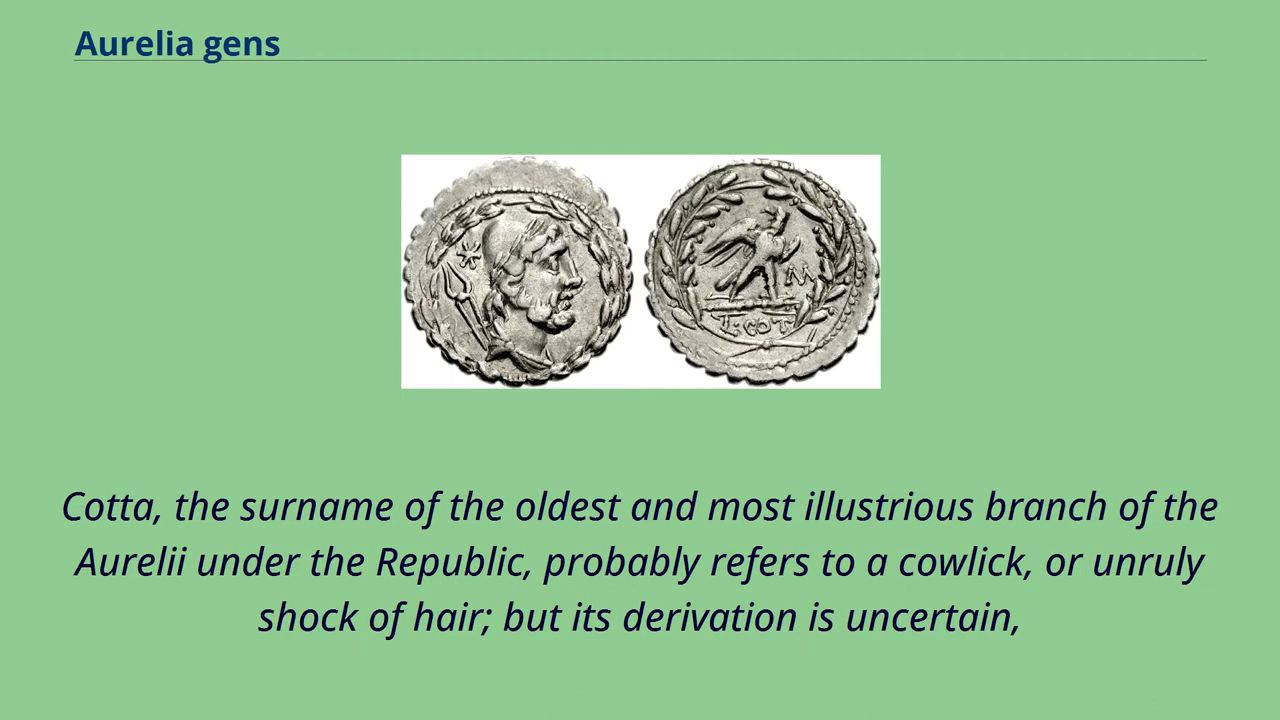 Aurelia gens
M
L·COT
Cotta, the surname of the oldest and most illustrious branch of the
Aurelii under the Republic, probably refers to a cowlick, or unruly
shock of hair; but its derivation is uncertain,